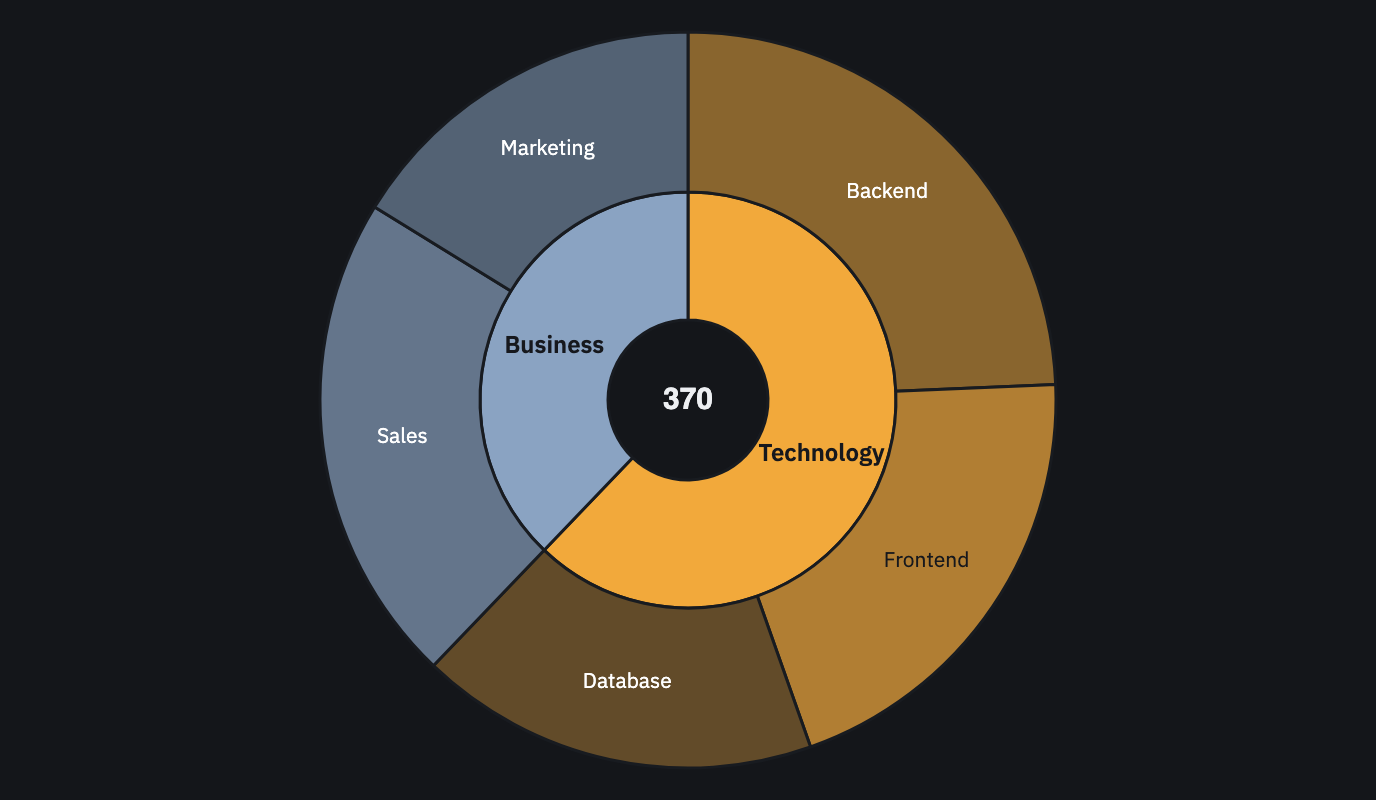 Marketing
Backend
Business
370
Sales
Technology
Frontend
Database